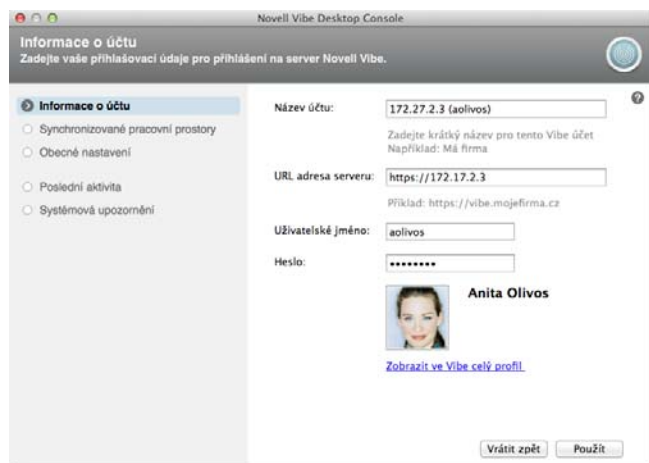 Novell Vibe Desktop Console
Informace o účtu
Zadejte vaše přihlašovací údaje pro přihlášení na server Novell Vibe.
Informace o účtu
Synchronizované pracovní prostory
Obecné nastavení
Poslední aktivita
Systémová upozornění
Název účtu:
172.27.2.3 (aolivos)
Zadejte krátký název pro tento Vibe účet
Například: Má firma
URL adresa serveru:
https://172.17.2.3
Příklad: https://vibe.mojefirma.cz
Uživatelské jméno:
aolivos
Heslo:
••••••••
Anita Olivos
Zobrazit ve Vibe celý profil
Vrátit zpět
Použít